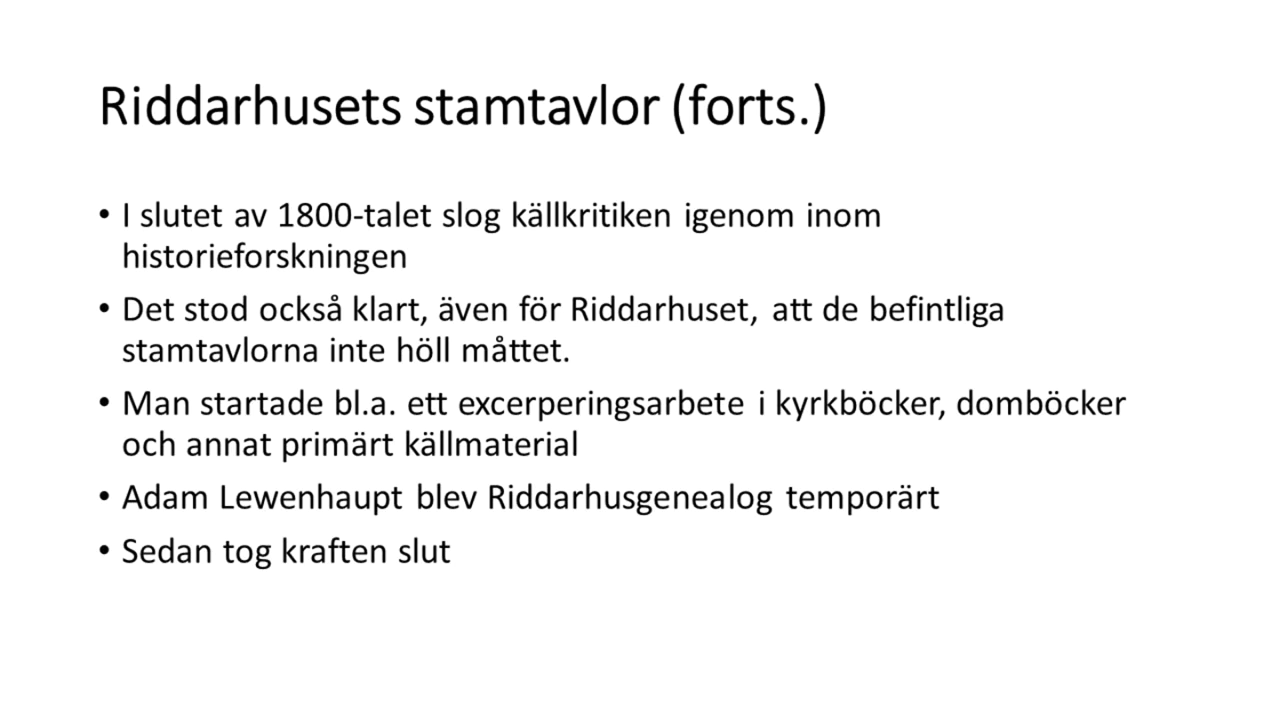 Riddarhusets stamtavlor (forts.)
• I slutet av 1800-talet slog källkritiken igenom inom
historieforskningen
• Det stod också klart, även för Riddarhuset, att de befintliga
stamtavlorna inte höll måttet.
• Man startade bl.a. ett excerperingsarbete i kyrkböcker, domböcker
och annat primärt källmaterial
• Adam Lewenhaupt blev Riddarhusgenealog temporärt
• Sedan tog kraften slut